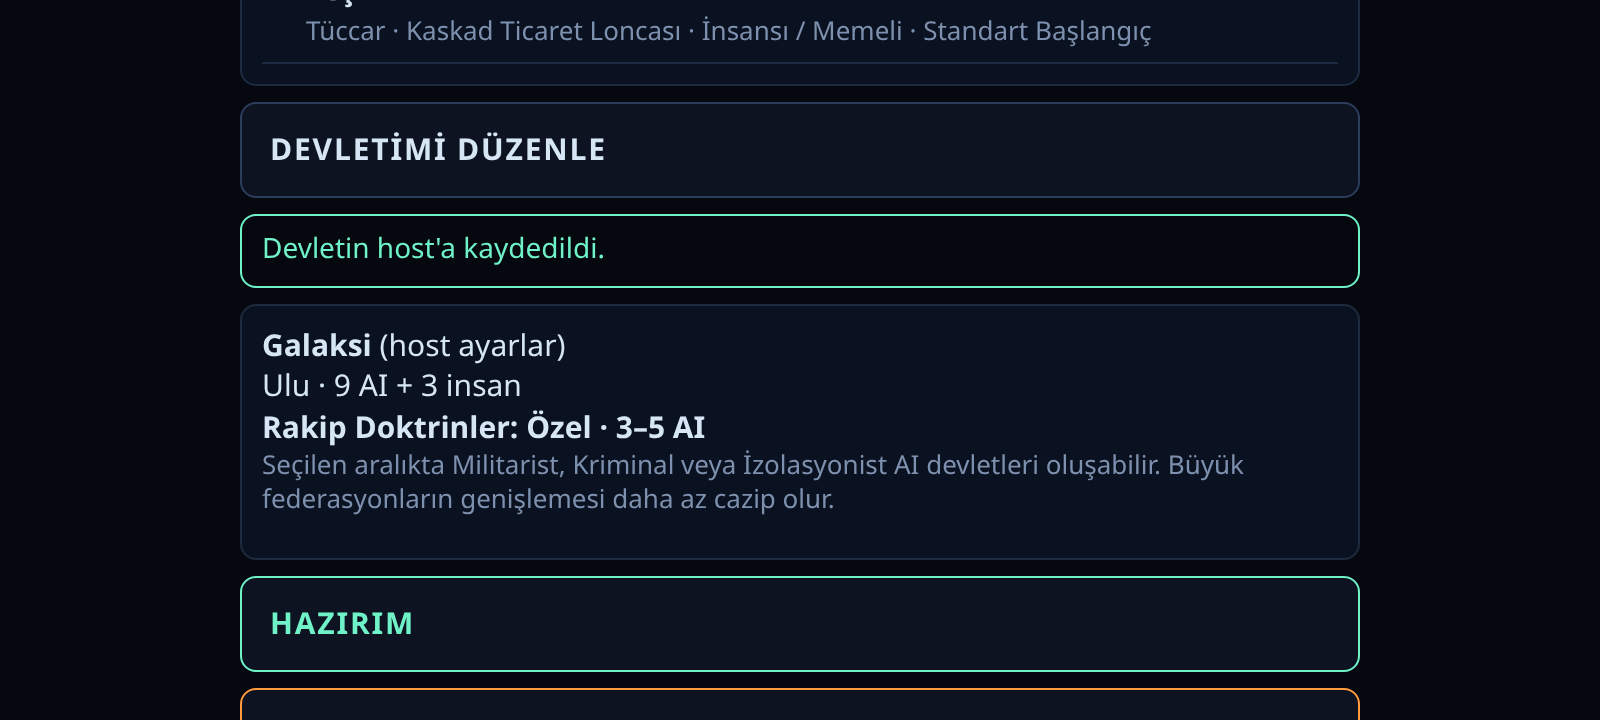 Tüccar · Kaskad Ticaret Loncası · İnsansı / Memeli · Standart Başlangıç
DEVLETİMİ DÜZENLE
Devletin host'a kaydedildi.
Galaksi (host ayarlar)
Ulu · 9 AI + 3 insan
Rakip Doktrinler: Özel · 3–5 AI
Seçilen aralıkta Militarist, Kriminal veya İzolasyonist AI devletleri oluşabilir. Büyük
federasyonların genişlemesi daha az cazip olur.
HAZIRIM